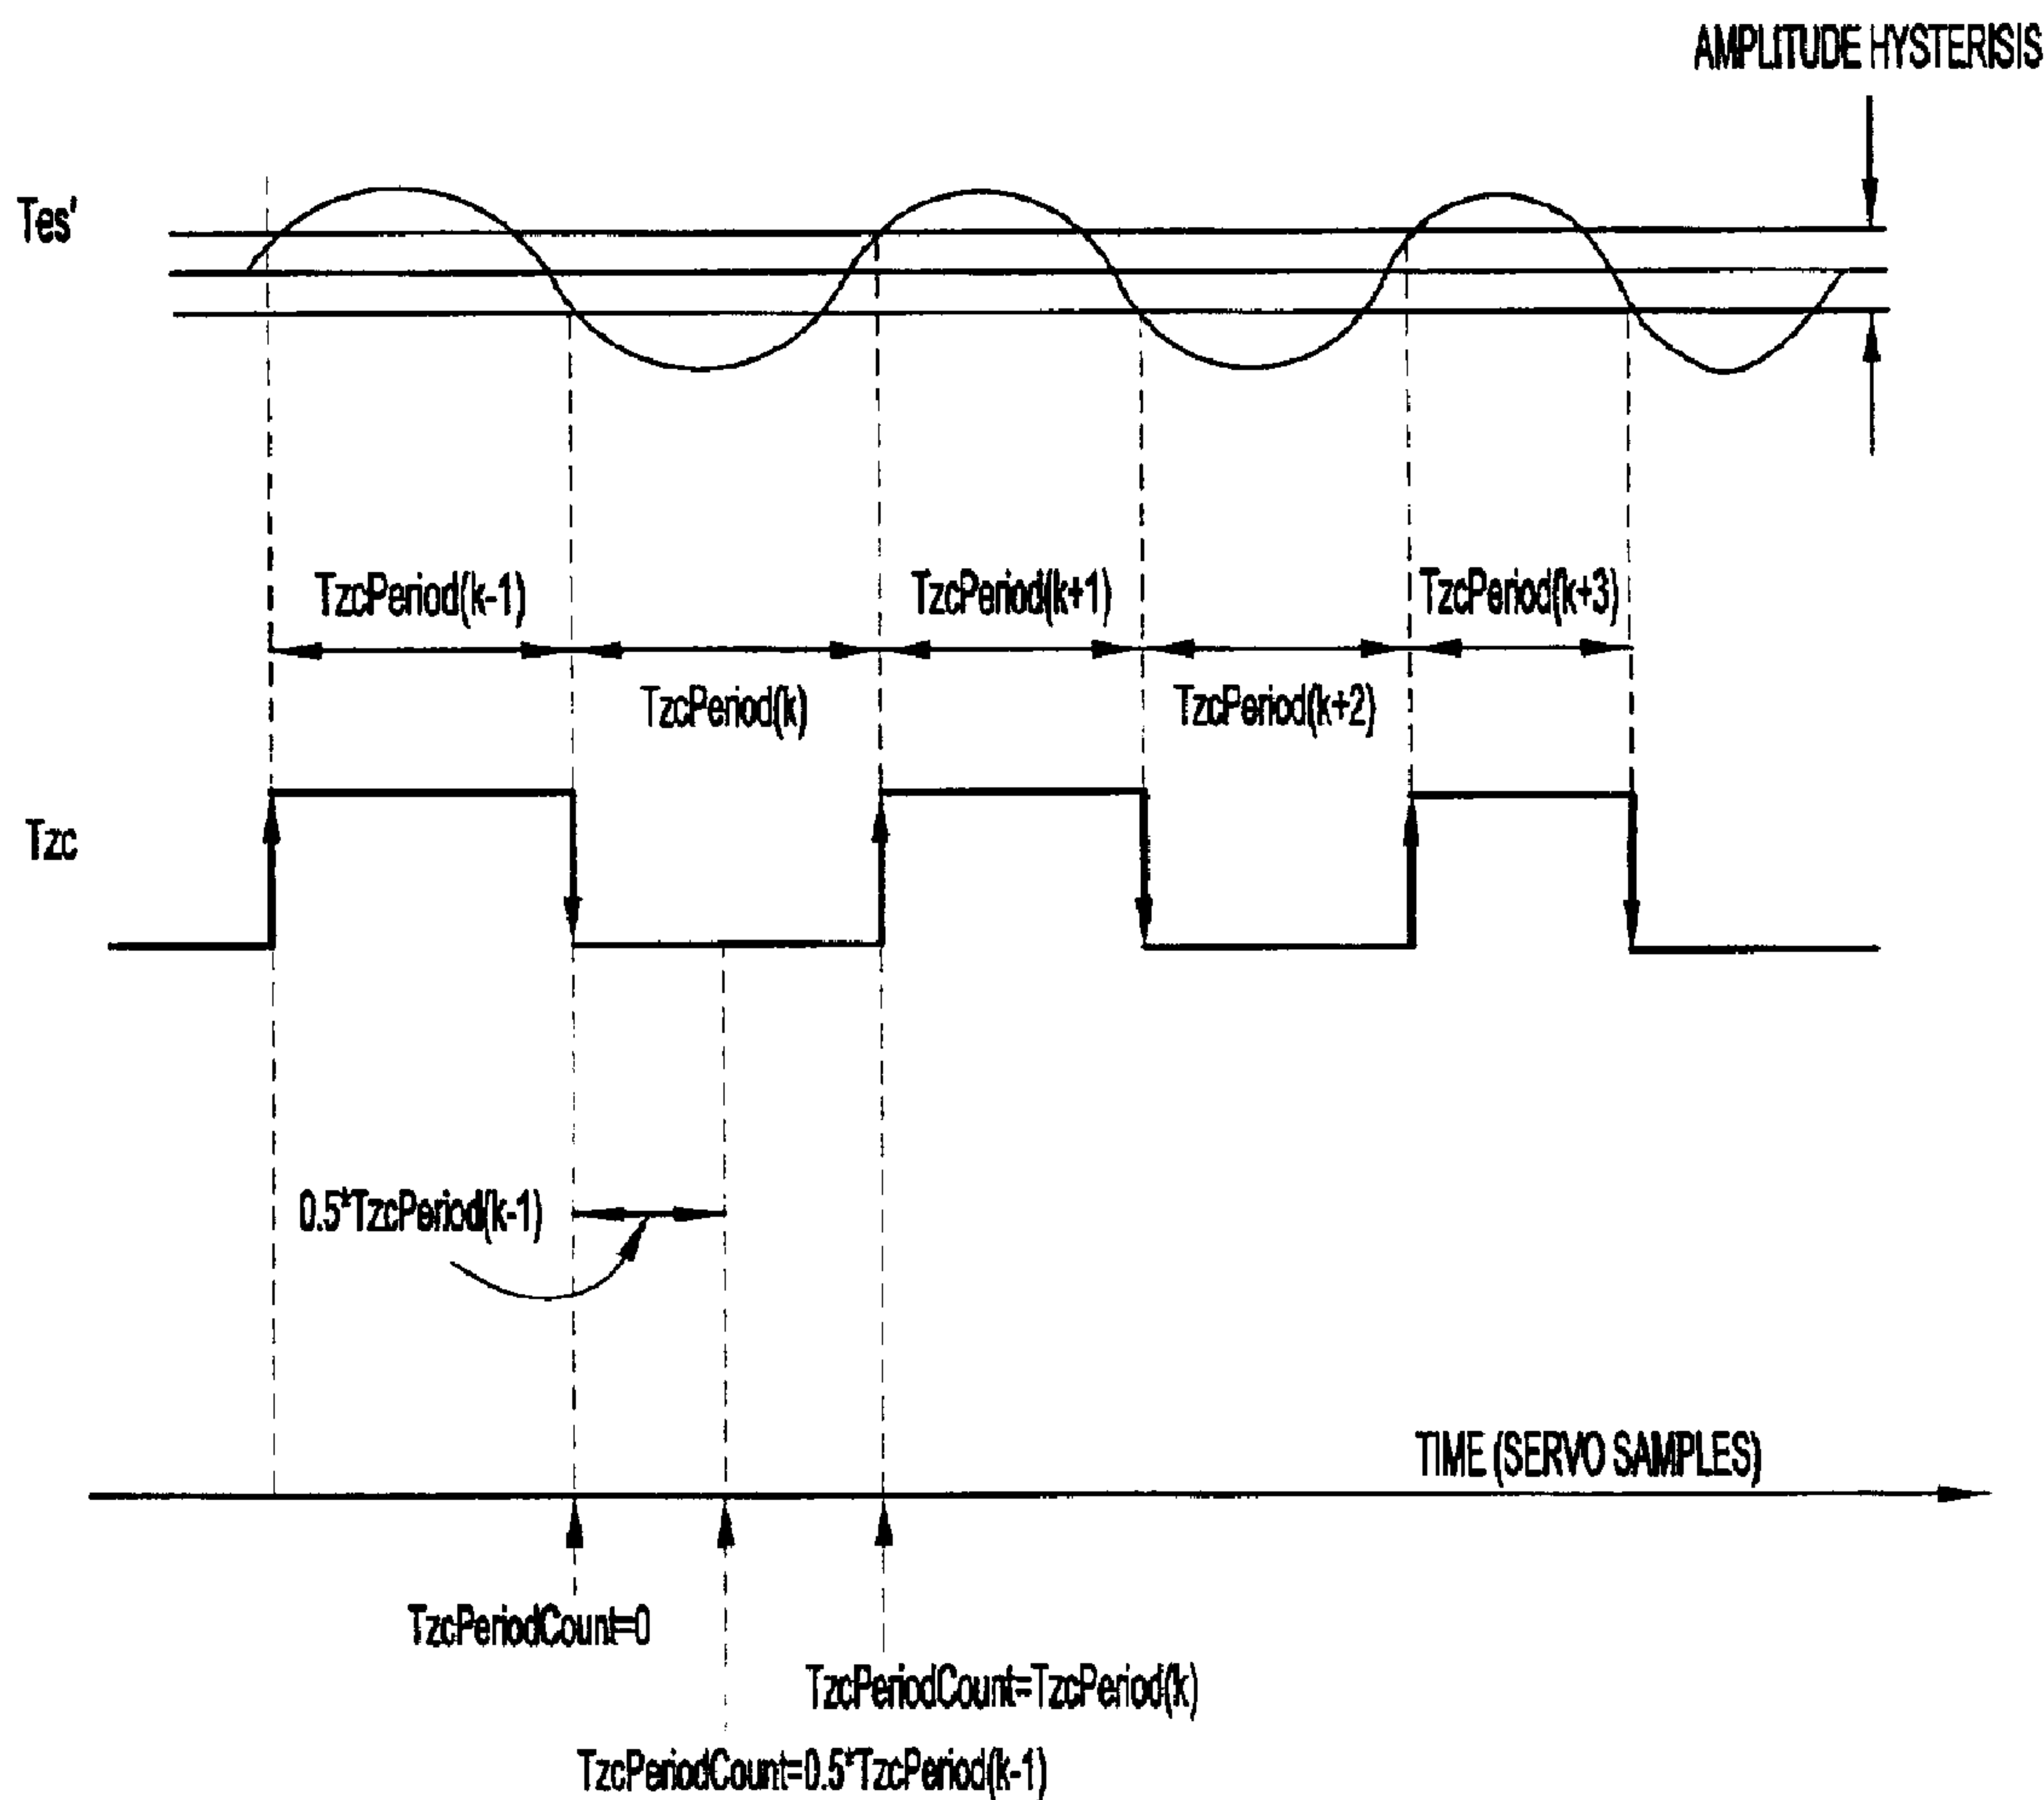 AMPLITUDE HYSTERISIS
Tes'
TzcPeriod(k-1)
TzcPeriod(k+1)
TzcPeriod(k+3)
TzcPeriod(k)
TzcPeriod(k+2)
Tzc
0.5*TzcPeriod(k-1)
TIME (SERVO SAMPLES)
TzcPeriodCount=0
TzcPeriodCount=TzcPeriod(k)
TzcPeriodCount=0.5*TzcPeriod(k-1)